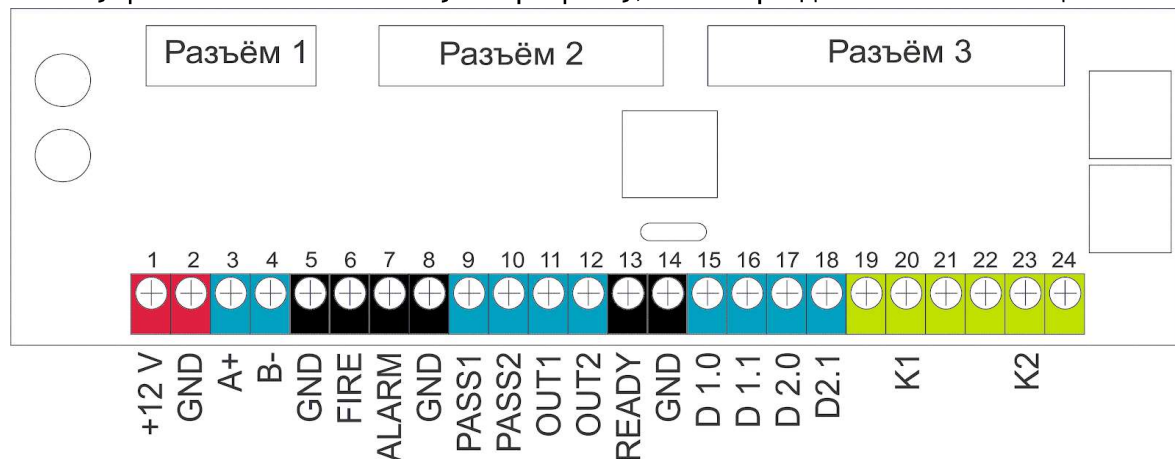 Разъём 1 Разъём 2 Разъём 3
1 2 3 4 5 6 7 8 9 10 11 12 13 14 15 16 17 18 19 20 21 22 23 24
+12 V GND A+ B- GND FIRE ALARM GND PASS1 PASS2 OUT1 OUT2 READY GND D 1.0 D 1.1 D 2.0 D2.1 K1 K2